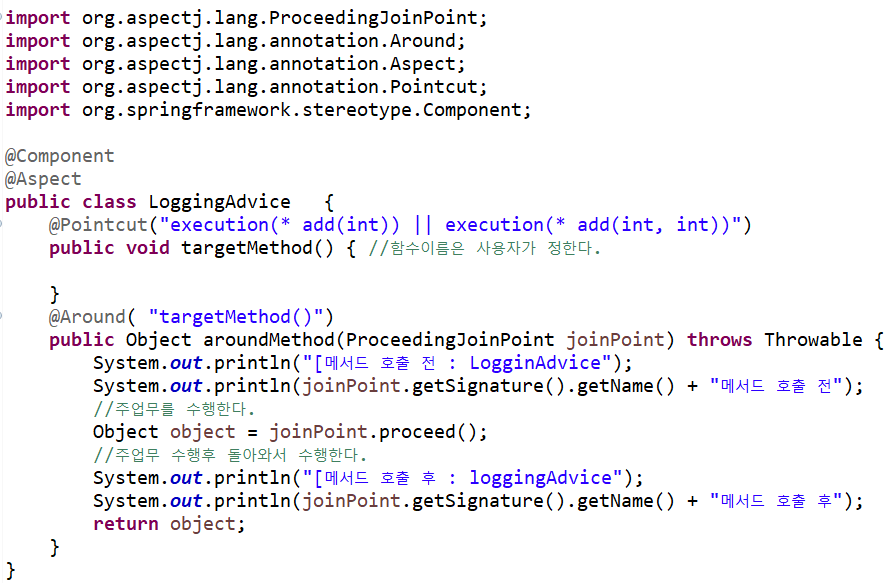 import org.aspectj.lang.ProceedingJoinPoint;
import org.aspectj.lang.annotation.Around;
import org.aspectj.lang.annotation.Aspect;
import org.aspectj.lang.annotation.Pointcut;
import org.springframework.stereotype.Component;
@Component
@Aspect
public class LoggingAdvice   {
    @Pointcut("execution(* add(int)) || execution(* add(int, int))")
    public void targetMethod() { //함수이름은 사용자가 정한다.
    }
    @Around( "targetMethod()")
    public Object aroundMethod(ProceedingJoinPoint joinPoint) throws Throwable {
        System.out.println("[메서드 호출 전 : LogginAdvice");
        System.out.println(joinPoint.getSignature().getName() + "메서드 호출 전");
        //주업무를 수행한다.
        Object object = joinPoint.proceed();
        //주업무 수행후 돌아와서 수행한다.
        System.out.println("[메서드 호출 후 : loggingAdvice");
        System.out.println(joinPoint.getSignature().getName() + "메서드 호출 후");
        return object;
    }
}